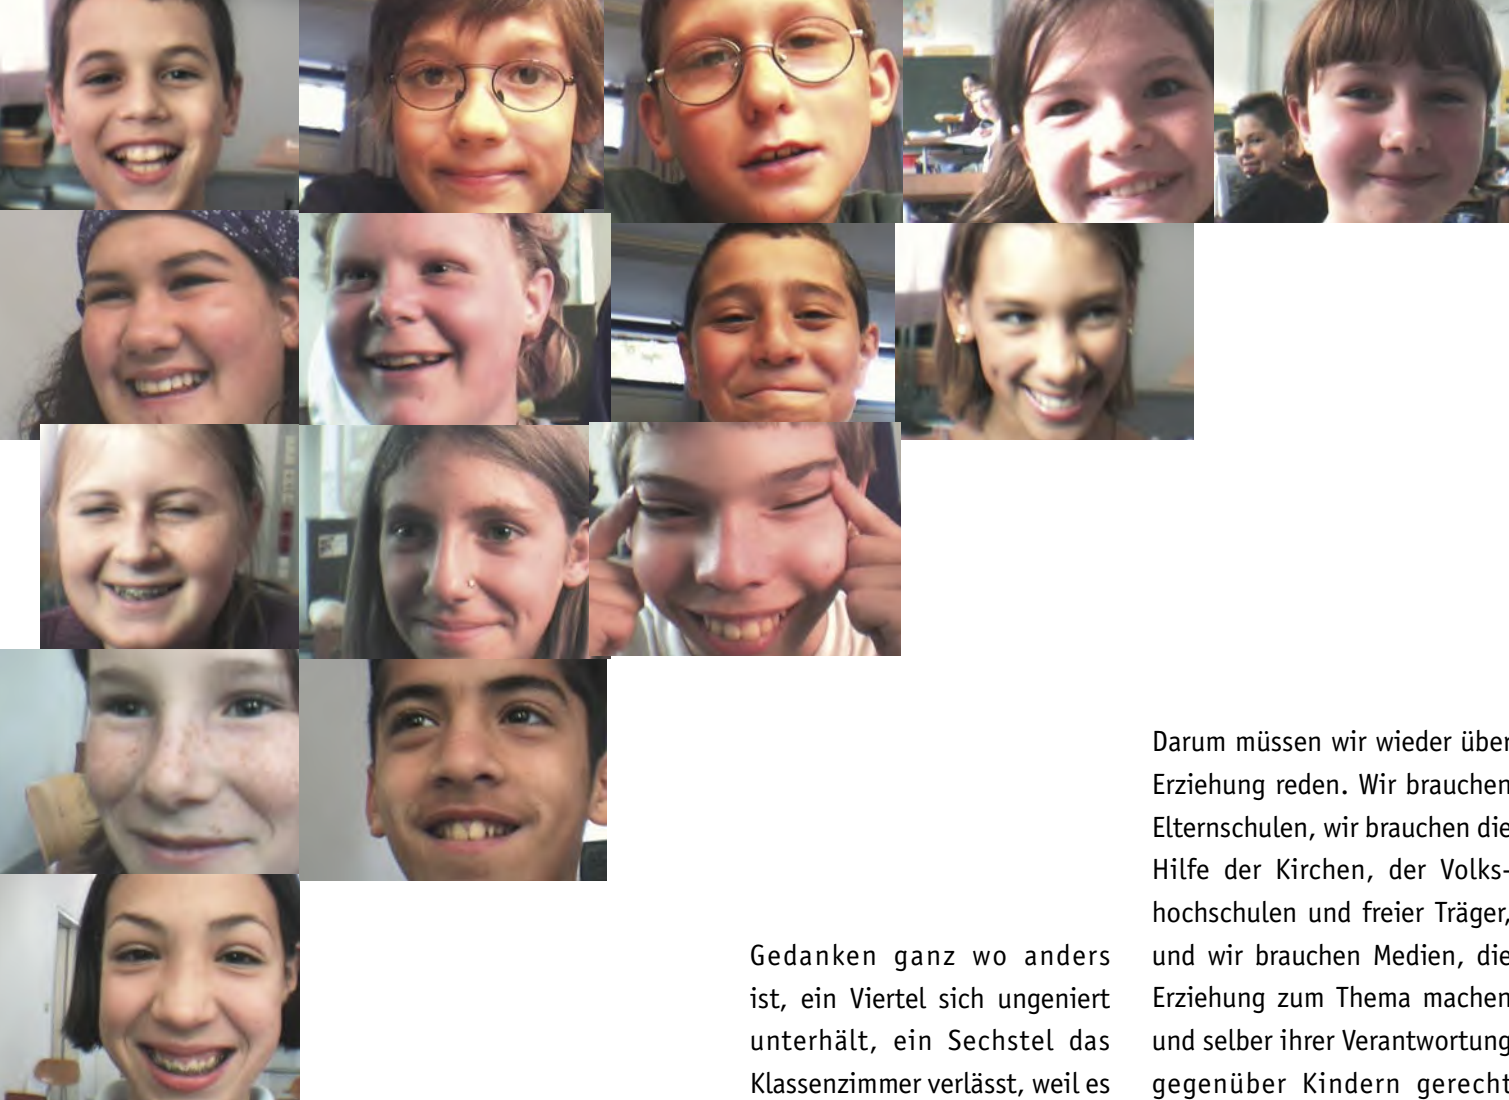 Gedanken ganz wo anders
ist, ein Viertel sich ungeniert
unterhält, ein Sechstel das
Klassenzimmer verlässt, weil es
Darum müssen wir wieder über
Erziehung reden. Wir brauchen
Elternschulen, wir brauchen die
Hilfe der Kirchen, der Volks-
hochschulen und freier Träger,
und wir brauchen Medien, die
Erziehung zum Thema machen
und selber ihrer Verantwortung
gegenüber Kindern gerecht